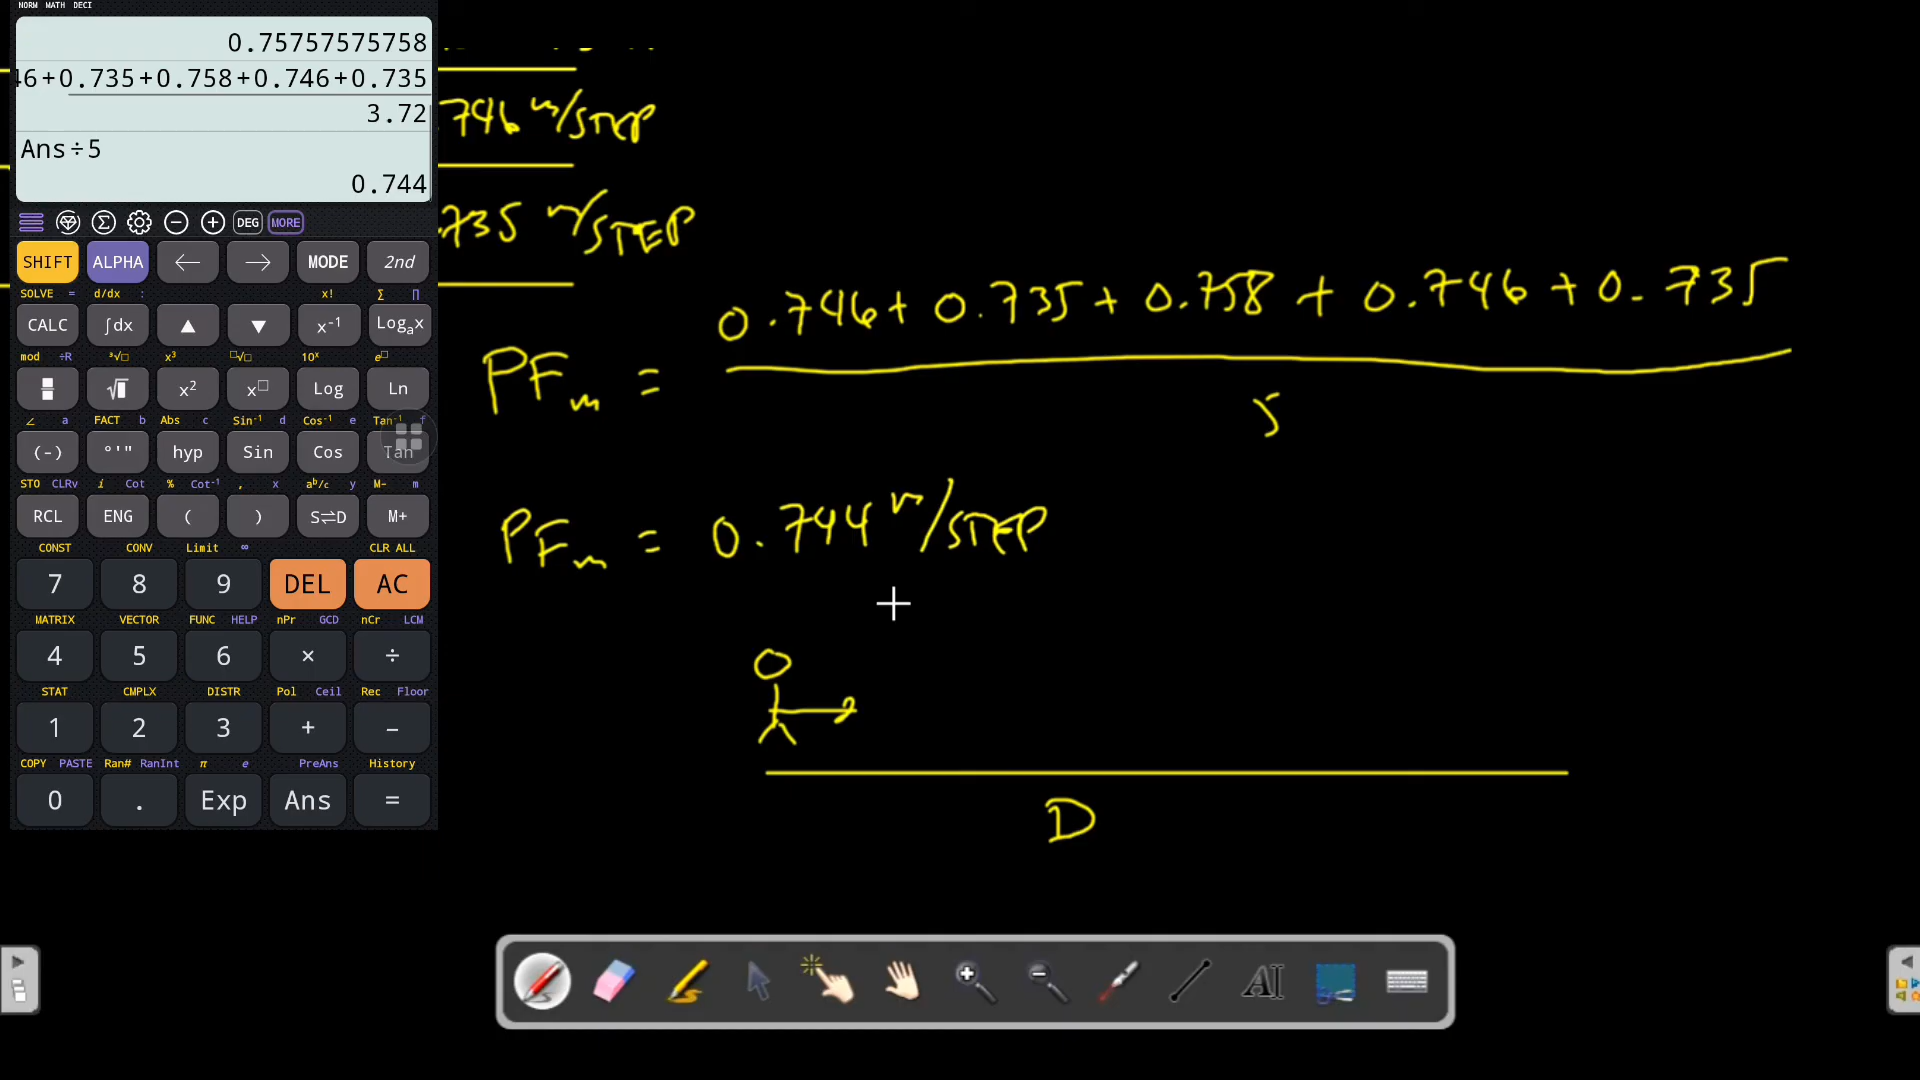 NORM MATH DECI
0.75757575758
46+0.735+0.758+0.746+0.735
3.72
Ans÷5
0.744
DEG MORE
SHIFT ALPHA ← → MODE 2nd
SOLVE = d/dx : x! ∑ ∏
CALC ∫dx ▲ ▼ x⁻¹ Logₐx
mod ÷R ³√□ x³ □√□ 10ˣ e□
√ x² x□ Log Ln
∠ a FACT b Abs c Sin⁻¹ d Cos⁻¹ e Tan⁻¹ f
(-) °'" hyp Sin Cos Tan
STO CLRv i Cot % Cot⁻¹ , x aᵇ/c y M- m
RCL ENG ( ) S⇌D M+
CONST CONV Limit ∞ CLR ALL
7 8 9 DEL AC
MATRIX VECTOR FUNC HELP nPr GCD nCr LCM
4 5 6 × ÷
STAT CMPLX DISTR Pol Ceil Rec Floor
1 2 3 + −
COPY PASTE Ran# RanInt π e PreAns History
0 . Exp Ans =
.746 m/STEP
.735 m/STEP
0.746 + 0.735 + 0.758 + 0.746 + 0.735
PFm =
5
PFm = 0.744 m/STEP
D
AI